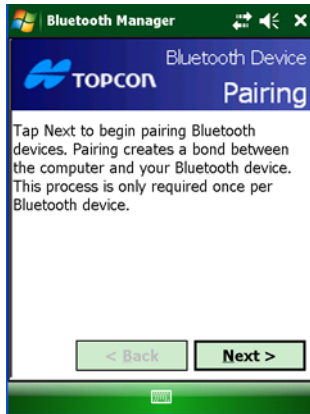 Bluetooth Manager
Bluetooth Device
TOPCON
Pairing
Tap Next to begin pairing Bluetooth
devices. Pairing creates a bond between
the computer and your Bluetooth device.
This process is only required once per
Bluetooth device.
< Back
Next >